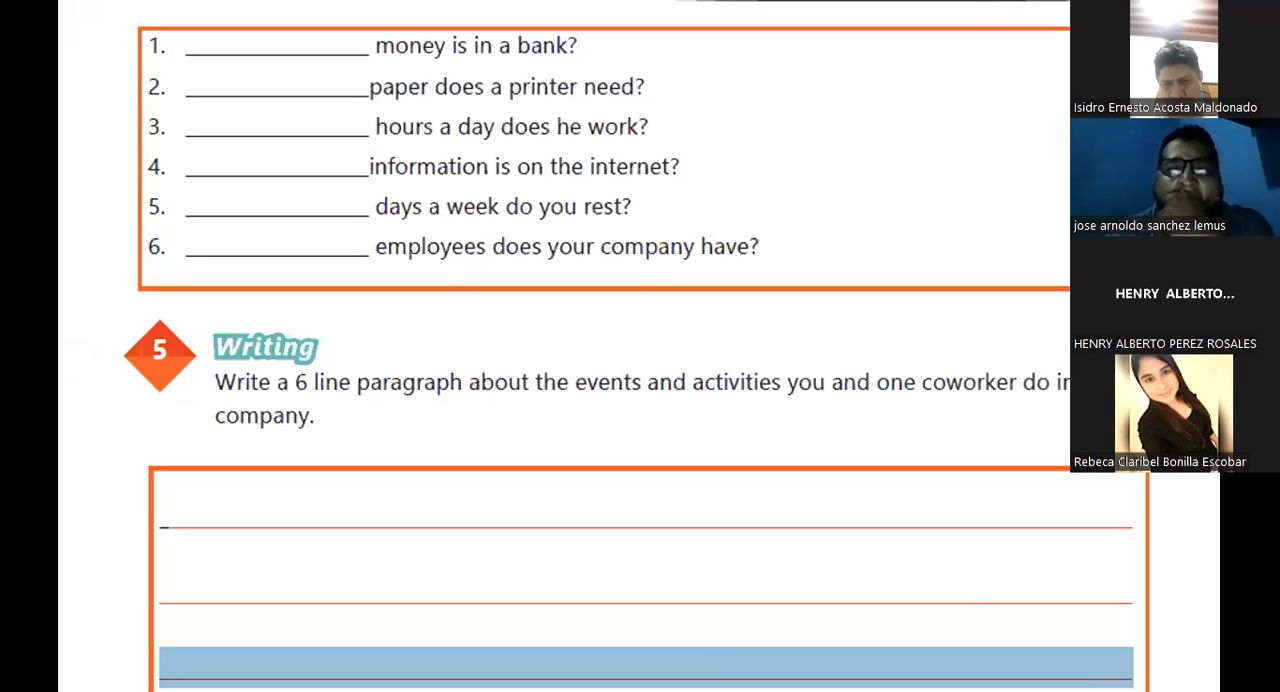 1. ________________ money is in a bank?
2. ________________paper does a printer need?
3. ________________ hours a day does he work?
4. ________________information is on the internet?
5. ________________ days a week do you rest?
6. ________________ employees does your company have?
5 Writing
Write a 6 line paragraph about the events and activities you and one coworker do
company.
Isidro Ernesto Acosta Maldonado
jose arnoldo sanchez lemus
HENRY ALBERTO...
HENRY ALBERTO PEREZ ROSALES
Rebeca Claribel Bonilla Escobar